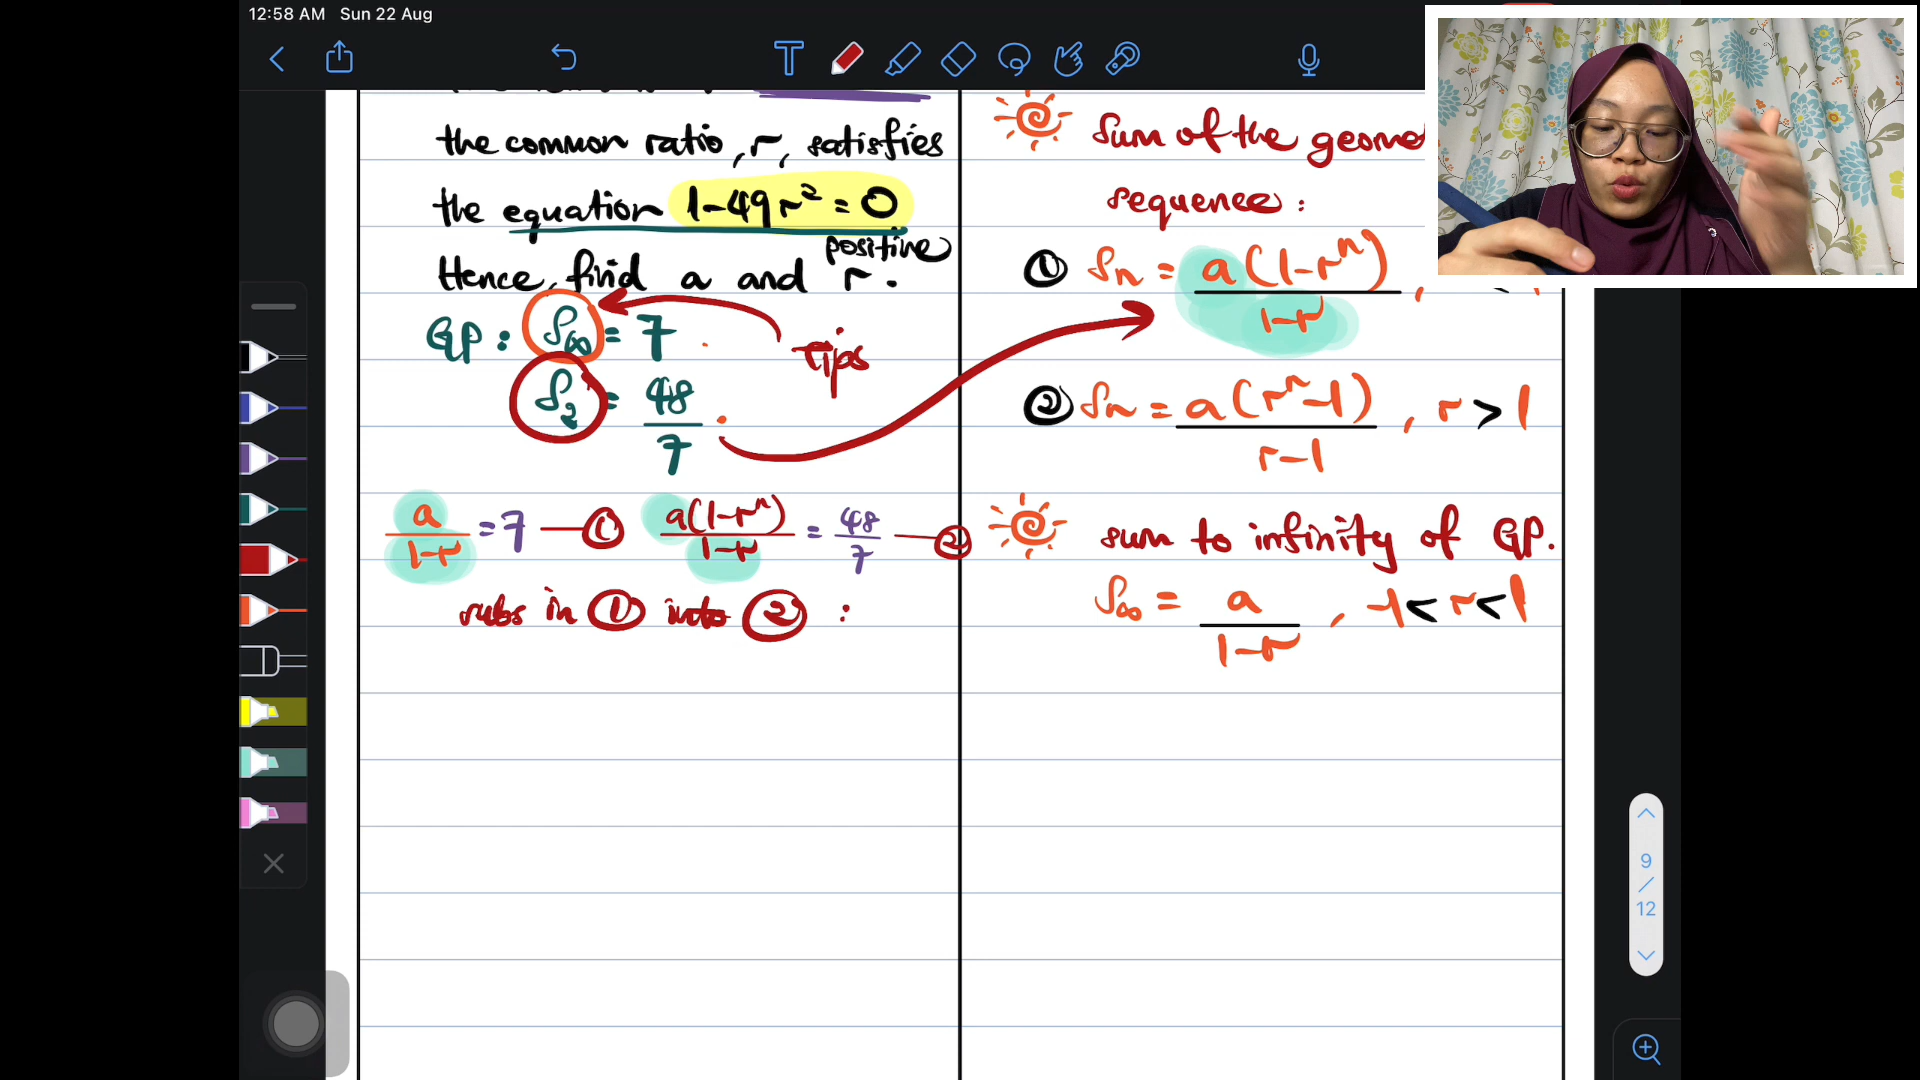 12:58 AM Sun 22 Aug
the common ratio, r, satisfies
the equation 1-49r² = 0
positive
Hence, find a and r.
GP: S∞ = 7
Tips
S₂ = 48/7
a/(1-r) = 7 — ① a(1-rⁿ)/(1-r) = 48/7 — ②
subs in ① into ② :
Sum of the geome
sequence :
① Sn = a(1-rⁿ)/(1-r) ,
② Sn = a(rⁿ-1)/(r-1) , r > 1
sum to infinity of GP.
S∞ = a/(1-r) , -1 < r < 1
9
/
12